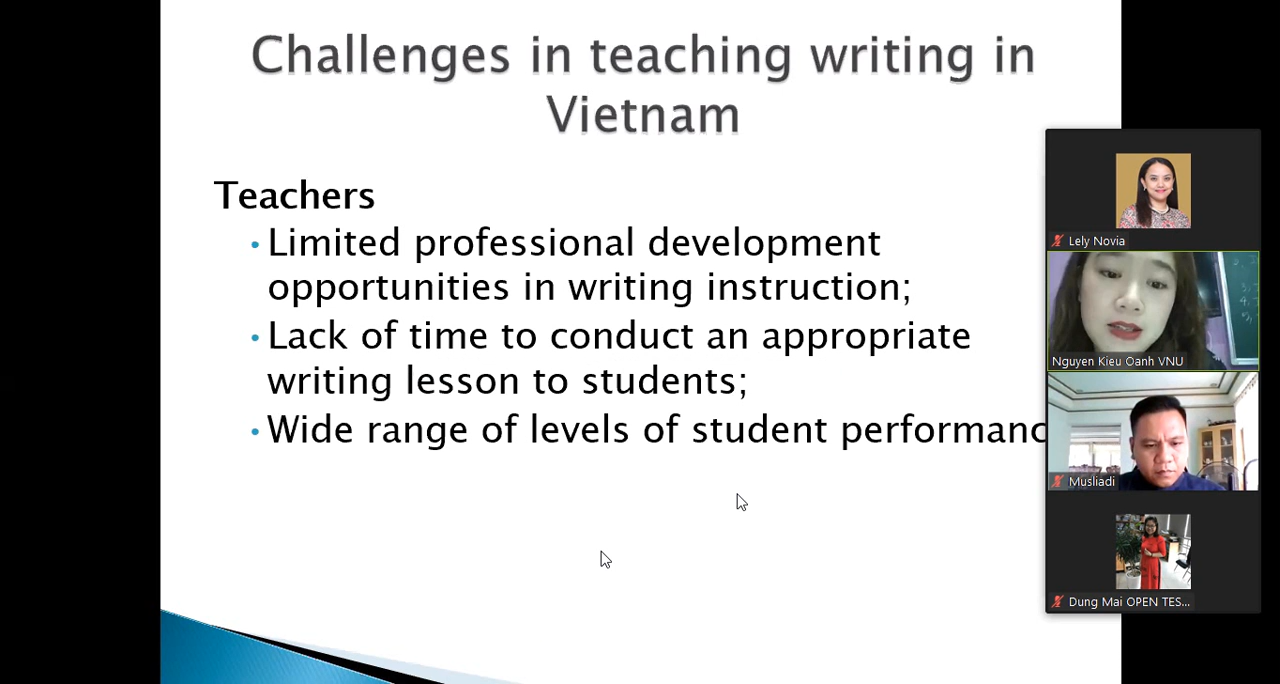 Challenges in teaching writing in
Vietnam
Teachers
• Limited professional development
opportunities in writing instruction;
• Lack of time to conduct an appropriate
writing lesson to students;
• Wide range of levels of student performanc
Lely Novia
Nguyen Kieu Oanh VNU
Musliadi
Dung Mai OPEN TES...